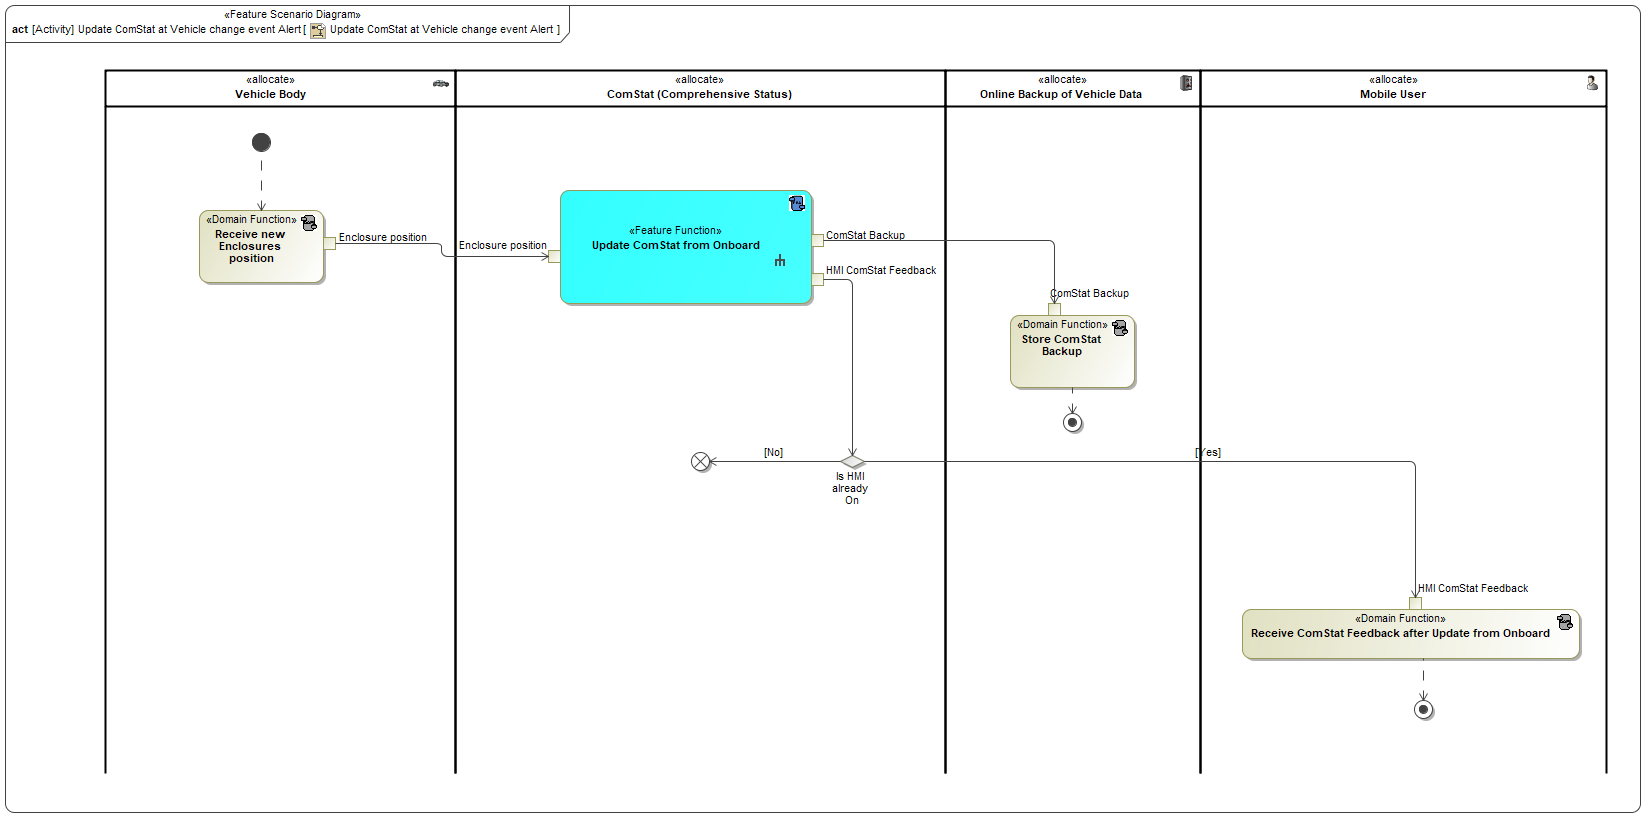 «Feature Scenario Diagram»
act [Activity] Update ComStat at Vehicle change event Alert [ Update ComStat at Vehicle change event Alert ]
«allocate»
Vehicle Body
«allocate»
ComStat (Comprehensive Status)
«allocate»
Online Backup of Vehicle Data
«allocate»
Mobile User
«Domain Function»
Receive new
Enclosures
position
Enclosure position
Enclosure position
«Feature Function»
Update ComStat from Onboard
ComStat Backup
HMI ComStat Feedback
ComStat Backup
«Domain Function»
Store ComStat
Backup
[No]
Is HMI
already
On
[Yes]
HMI ComStat Feedback
«Domain Function»
Receive ComStat Feedback after Update from Onboard